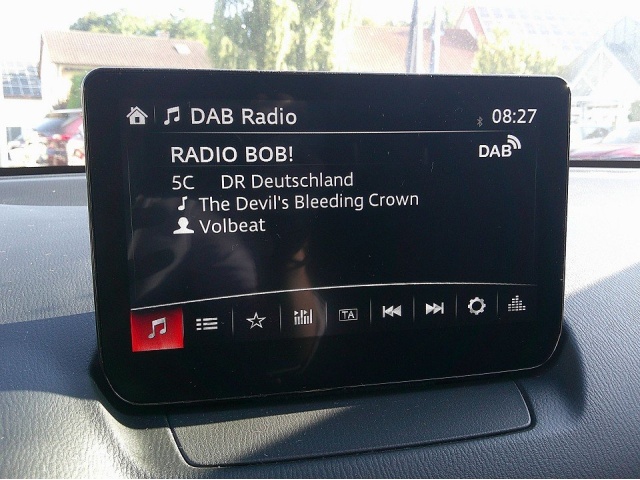 DAB Radio 08:27
RADIO BOB! DAB
5C DR Deutschland
The Devil's Bleeding Crown
Volbeat
TA